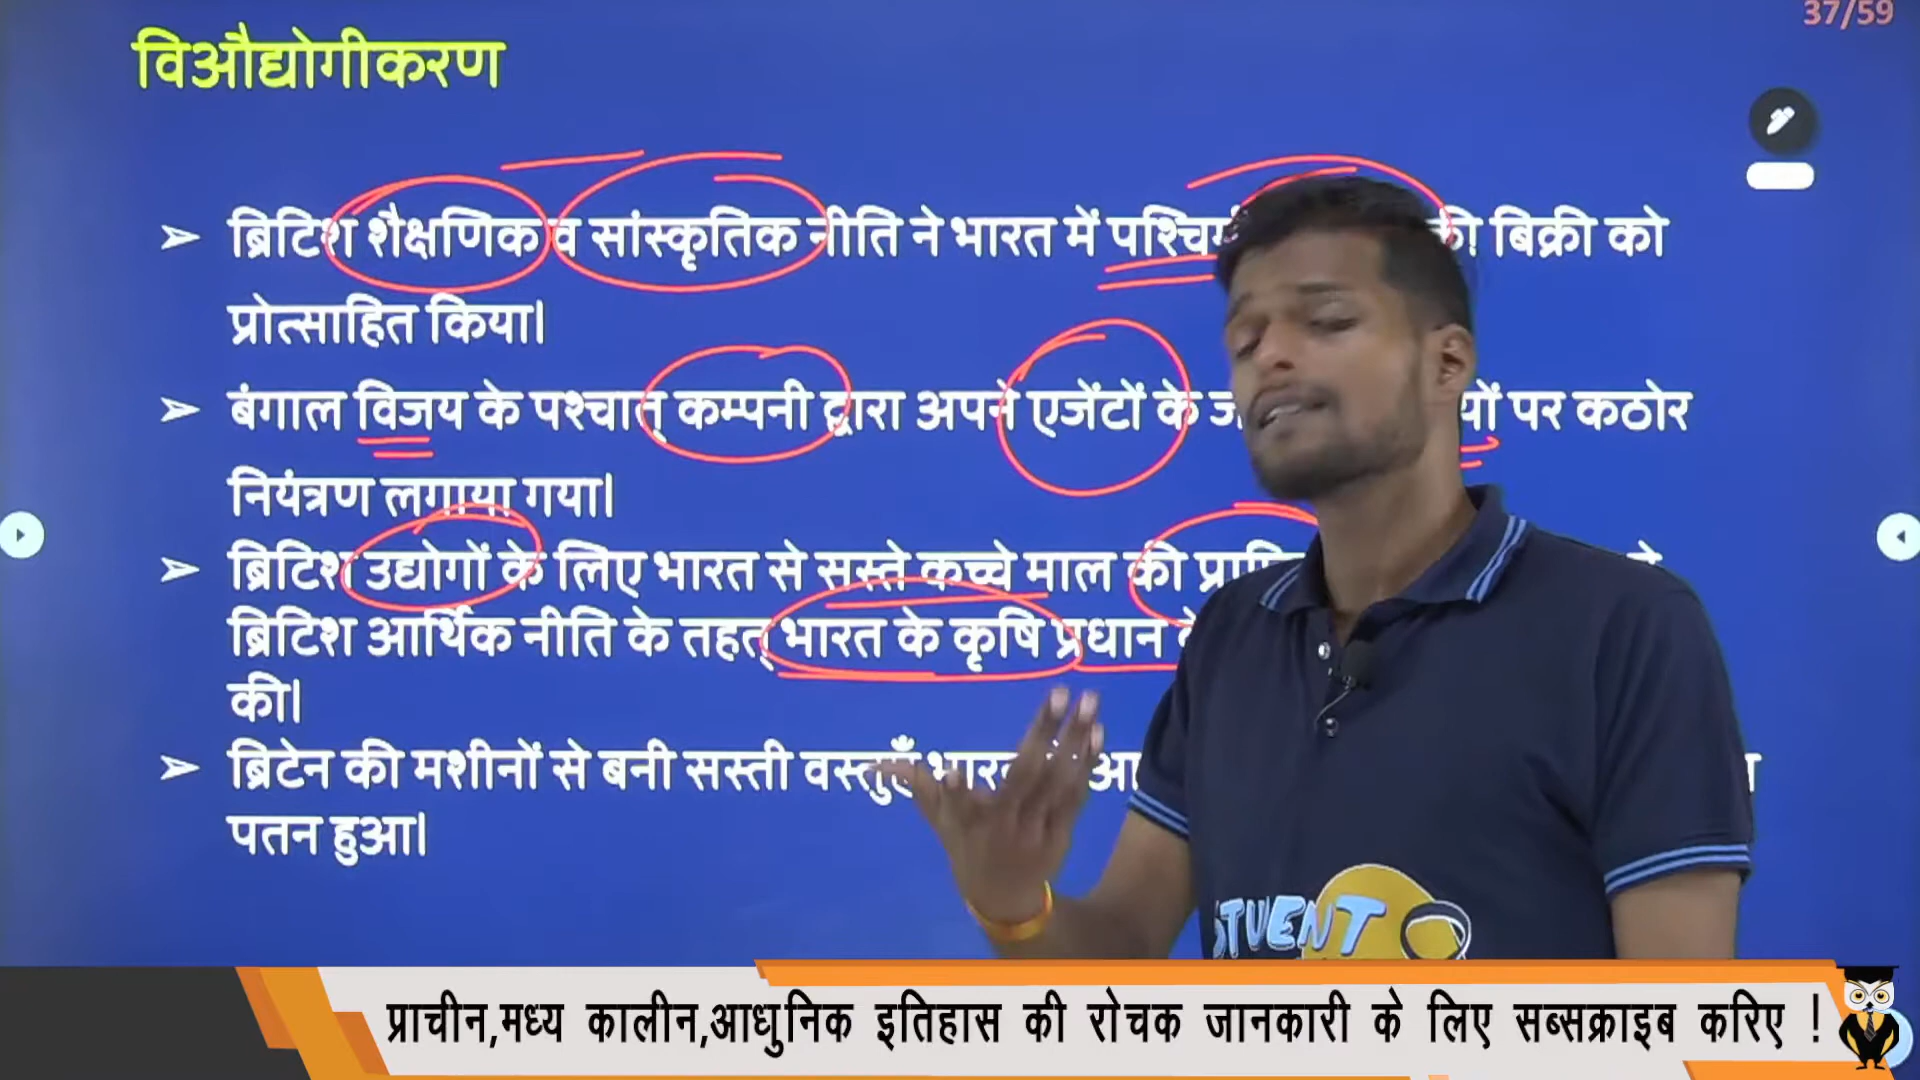 37/59
विऔद्योगीकरण
➢ ब्रिटिश शैक्षणिक व सांस्कृतिक नीति ने भारत में की बिक्री को
प्रोत्साहित किया।
➢ बंगाल विजय के पश्चात् कम्पनी द्वारा अपने एजेंटों के पर कठोर
नियंत्रण लगाया गया।
➢ ब्रिटिश उद्योगों के लिए भारत से सस्ते कच्चे माल की
ब्रिटिश आर्थिक नीति के तहत् भारत के कृषि प्रधान
की।
➢ ब्रिटेन की मशीनों से बनी सस्ती वस्तुएँ
पतन हुआ।
STUDENT
प्राचीन,मध्य कालीन,आधुनिक इतिहास की रोचक जानकारी के लिए सब्सक्राइब करिए !